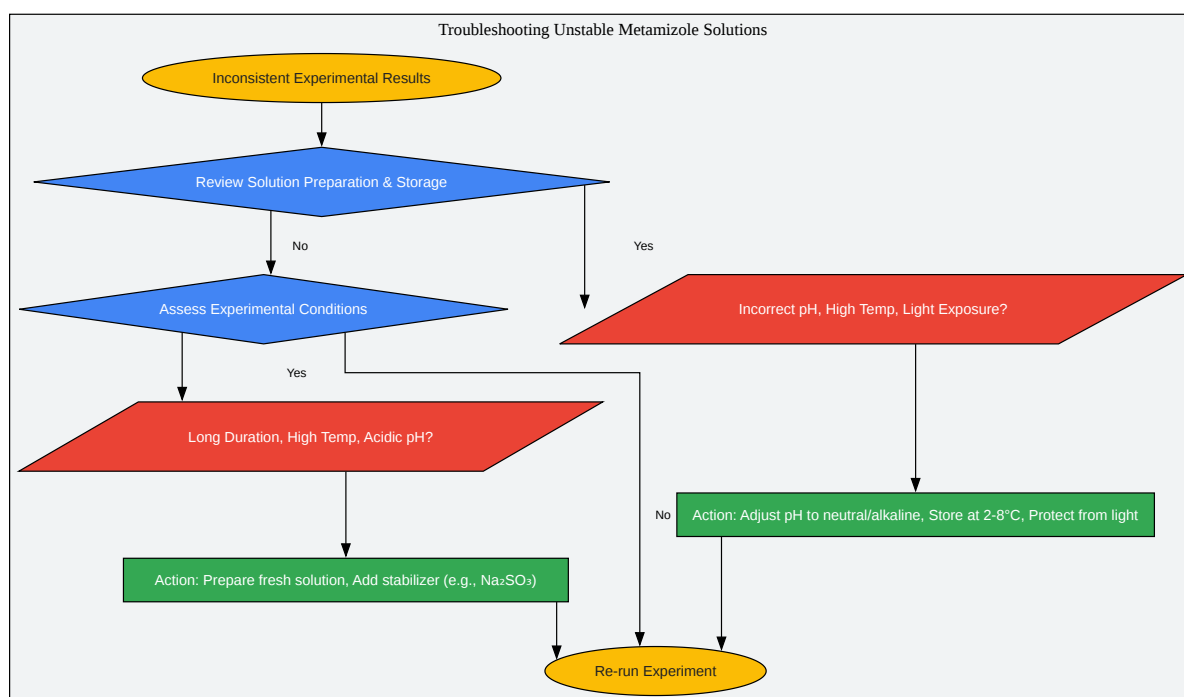 Troubleshooting Unstable Metamizole Solutions
Inconsistent Experimental Results
Review Solution Preparation & Storage
No
Yes
Assess Experimental Conditions
Incorrect pH, High Temp, Light Exposure?
Yes
Long Duration, High Temp, Acidic pH?
No
Action: Adjust pH to neutral/alkaline, Store at 2-8°C, Protect from light
Action: Prepare fresh solution, Add stabilizer (e.g., Na₂SO₃)
Re-run Experiment